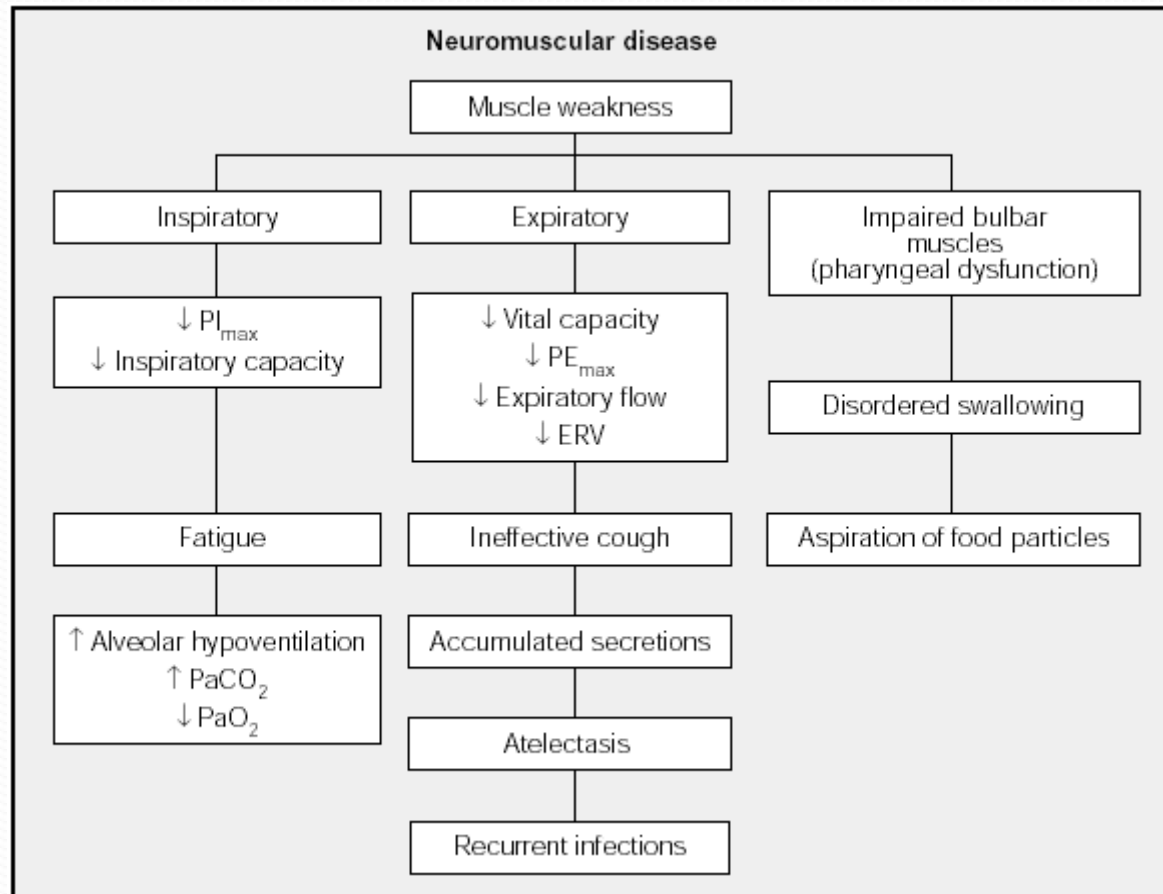 Neuromuscular disease
Muscle weakness
Inspiratory
Expiratory
Impaired bulbar
muscles
(pharyngeal dysfunction)
↓ PImax
↓ Inspiratory capacity
↓ Vital capacity
↓ PEmax
↓ Expiratory flow
↓ ERV
Disordered swallowing
Fatigue
Ineffective cough
Aspiration of food particles
↑ Alveolar hypoventilation
↑ PaCO2
↓ PaO2
Accumulated secretions
Atelectasis
Recurrent infections